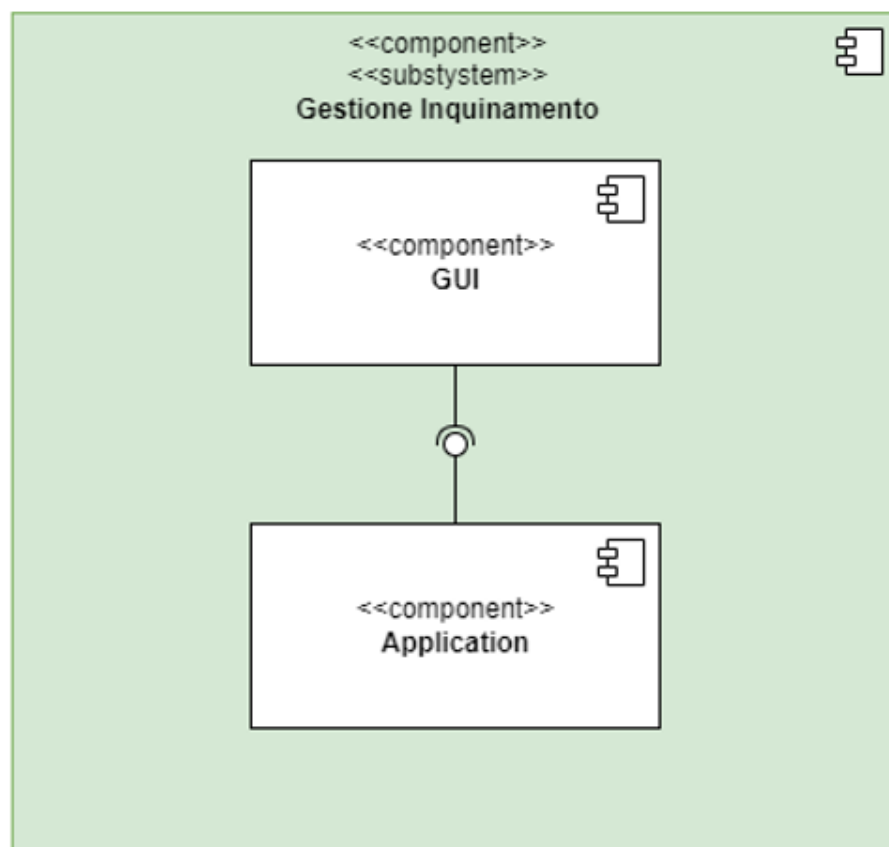 <<component>>
<<substystem>>
Gestione Inquinamento
<<component>>
GUI
<<component>>
Application